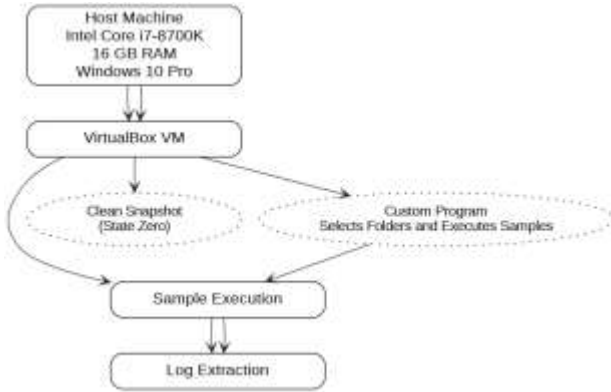 Host Machine
Intel Core i7-8700K
16 GB RAM
Windows 10 Pro
VirtualBox VM
Clean Snapshot
(State Zero)
Custom Program
Selects Folders and Executes Samples
Sample Execution
Log Extraction